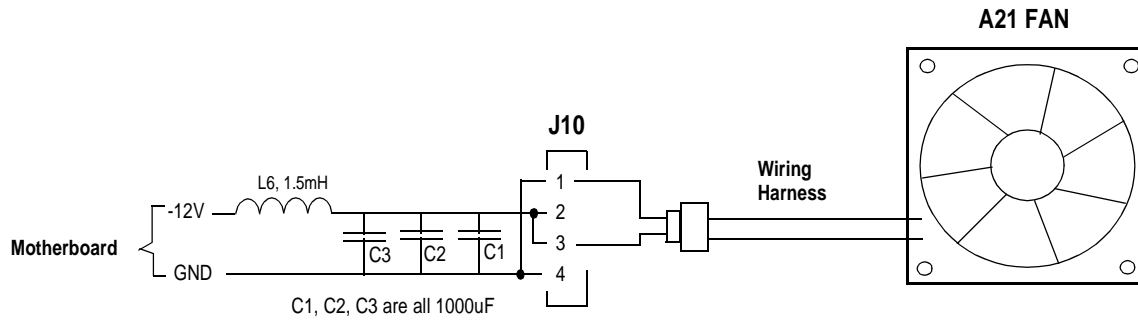 A21 FAN
J10
Wiring
Harness
L6, 1.5mH
1
-12V
2
3
Motherboard
C3
C2
C1
GND
4
C1, C2, C3 are all 1000uF